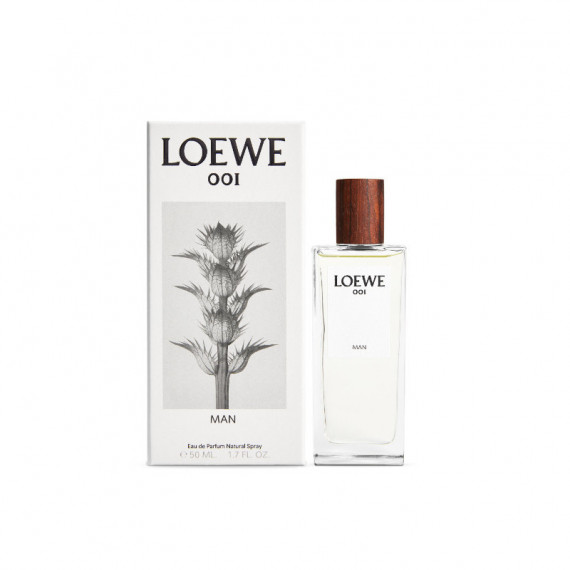 LOEWE
001
MAN
Eau de Parfum Natural Spray
℮ 50 ML 1.7 FL. OZ.
LOEWE
001
MAN